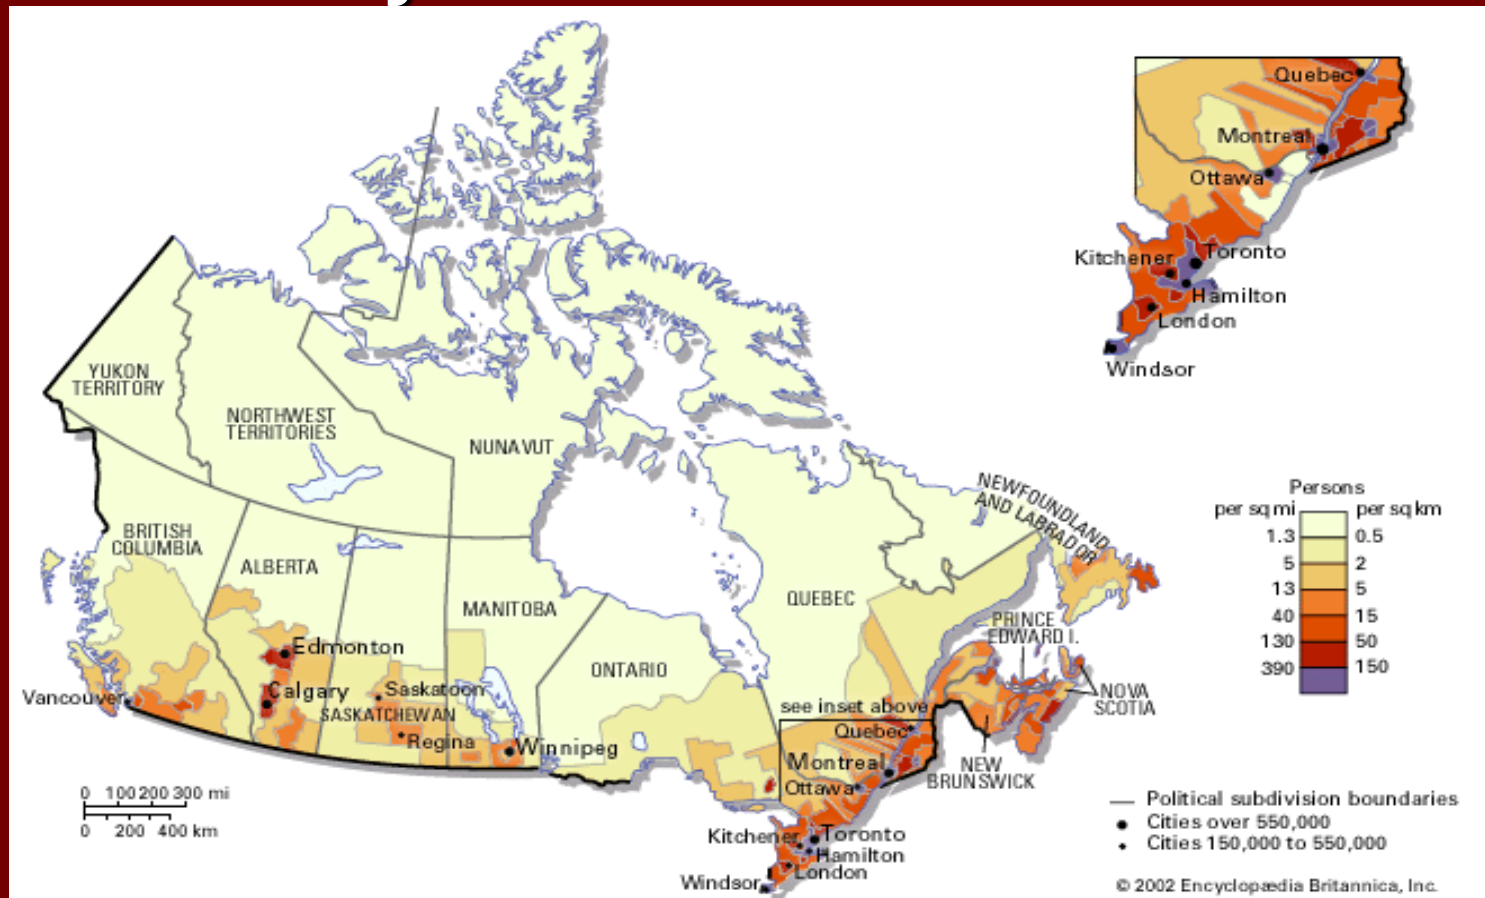 Quebec
Montreal
Ottawa
Kitchener
Toronto
Hamilton
London
Windsor
YUKON
TERRITORY
NORTHWEST
TERRITORIES
NUNAVUT
NEWFOUNDLAND
AND LABRADOR
BRITISH
COLUMBIA
ALBERTA
MANITOBA
QUEBEC
ONTARIO
PRINCE
EDWARD I.
Edmonton
Calgary
Saskatoon
SASKATCHEWAN
Vancouver
Regina
Winnipeg
see inset above
Quebec
NOVA
SCOTIA
NEW
BRUNSWICK
Montreal
Ottawa
Kitchener
Toronto
Hamilton
London
Windsor
Persons
per sq mi per sq km
1.3 0.5
5 2
13 5
40 15
130 50
390 150
0 100 200 300 mi
0 200 400 km
Political subdivision boundaries
Cities over 550,000
Cities 150,000 to 550,000
© 2002 Encyclopædia Britannica, Inc.